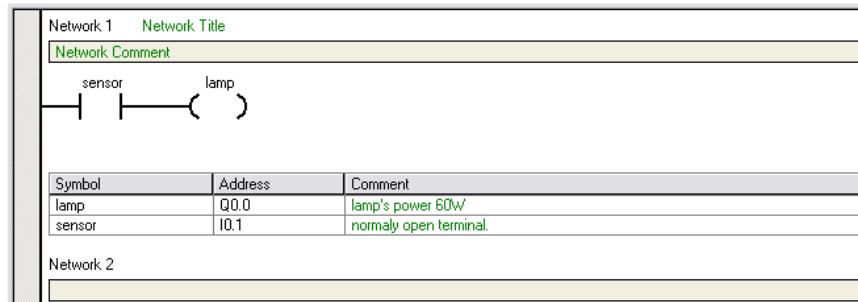 Network 1 Network Title
Network Comment
sensor lamp
Symbol Address Comment
lamp Q0.0 lamp's power 60W
sensor I0.1 normaly open terminal.
Network 2